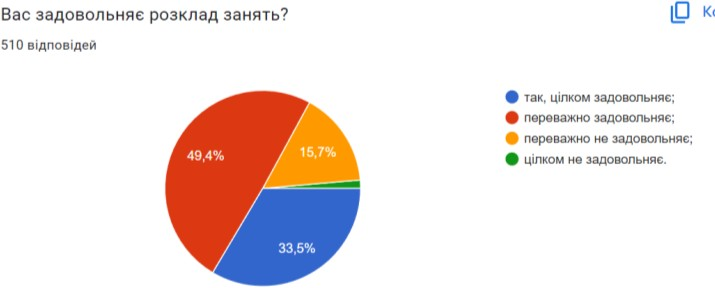 Вас задовольняє розклад занять?
510 відповідей
так, цілком задовольняє;
переважно задовольняє;
переважно не задовольняє;
цілком не задовольняє.
49,4%
15,7%
33,5%